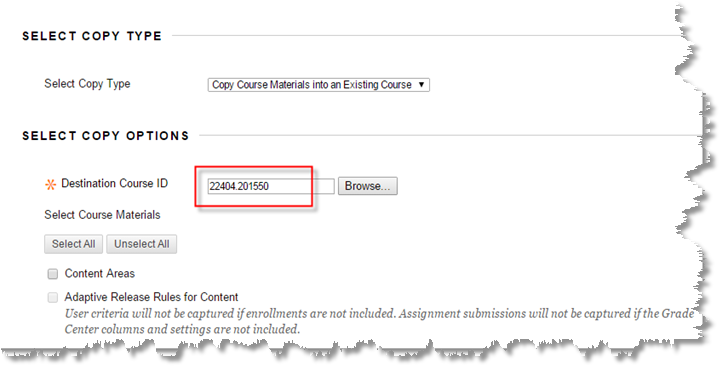 SELECT COPY TYPE
Select Copy Type
Copy Course Materials into an Existing Course
SELECT COPY OPTIONS
Destination Course ID
22404.201550
Browse...
Select Course Materials
Select All
Unselect All
Content Areas
Adaptive Release Rules for Content
User criteria will not be captured if enrollments are not included. Assignment submissions will not be captured if the Grade
Center columns and settings are not included.